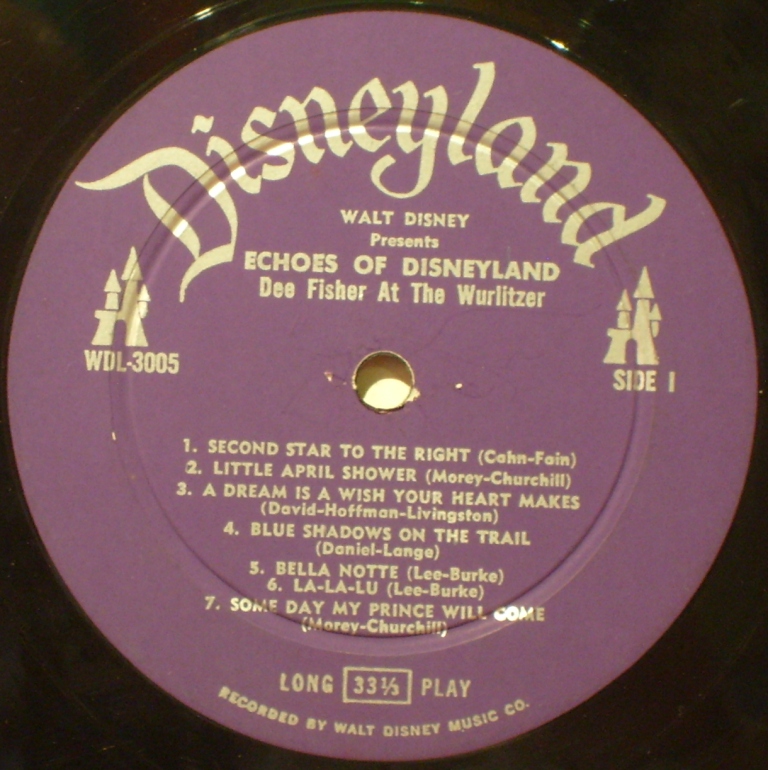 Disneyland
WALT DISNEY
Presents
ECHOES OF DISNEYLAND
Dee Fisher At The Wurlitzer
WDL-3005
SIDE 1
1. SECOND STAR TO THE RIGHT (Cahn-Fain)
2. LITTLE APRIL SHOWER (Morey-Churchill)
3. A DREAM IS A WISH YOUR HEART MAKES
(David-Hoffman-Livingston)
4. BLUE SHADOWS ON THE TRAIL
(Daniel-Lange)
5. BELLA NOTTE (Lee-Burke)
6. LA-LA-LU (Lee-Burke)
7. SOME DAY MY PRINCE WILL COME
(Morey-Churchill)
LONG 33⅓ PLAY
RECORDED BY WALT DISNEY MUSIC CO.